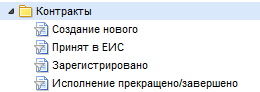 Контракты
Создание нового
Принят в ЕИС
Зарегистрировано
Исполнение прекращено/завершено